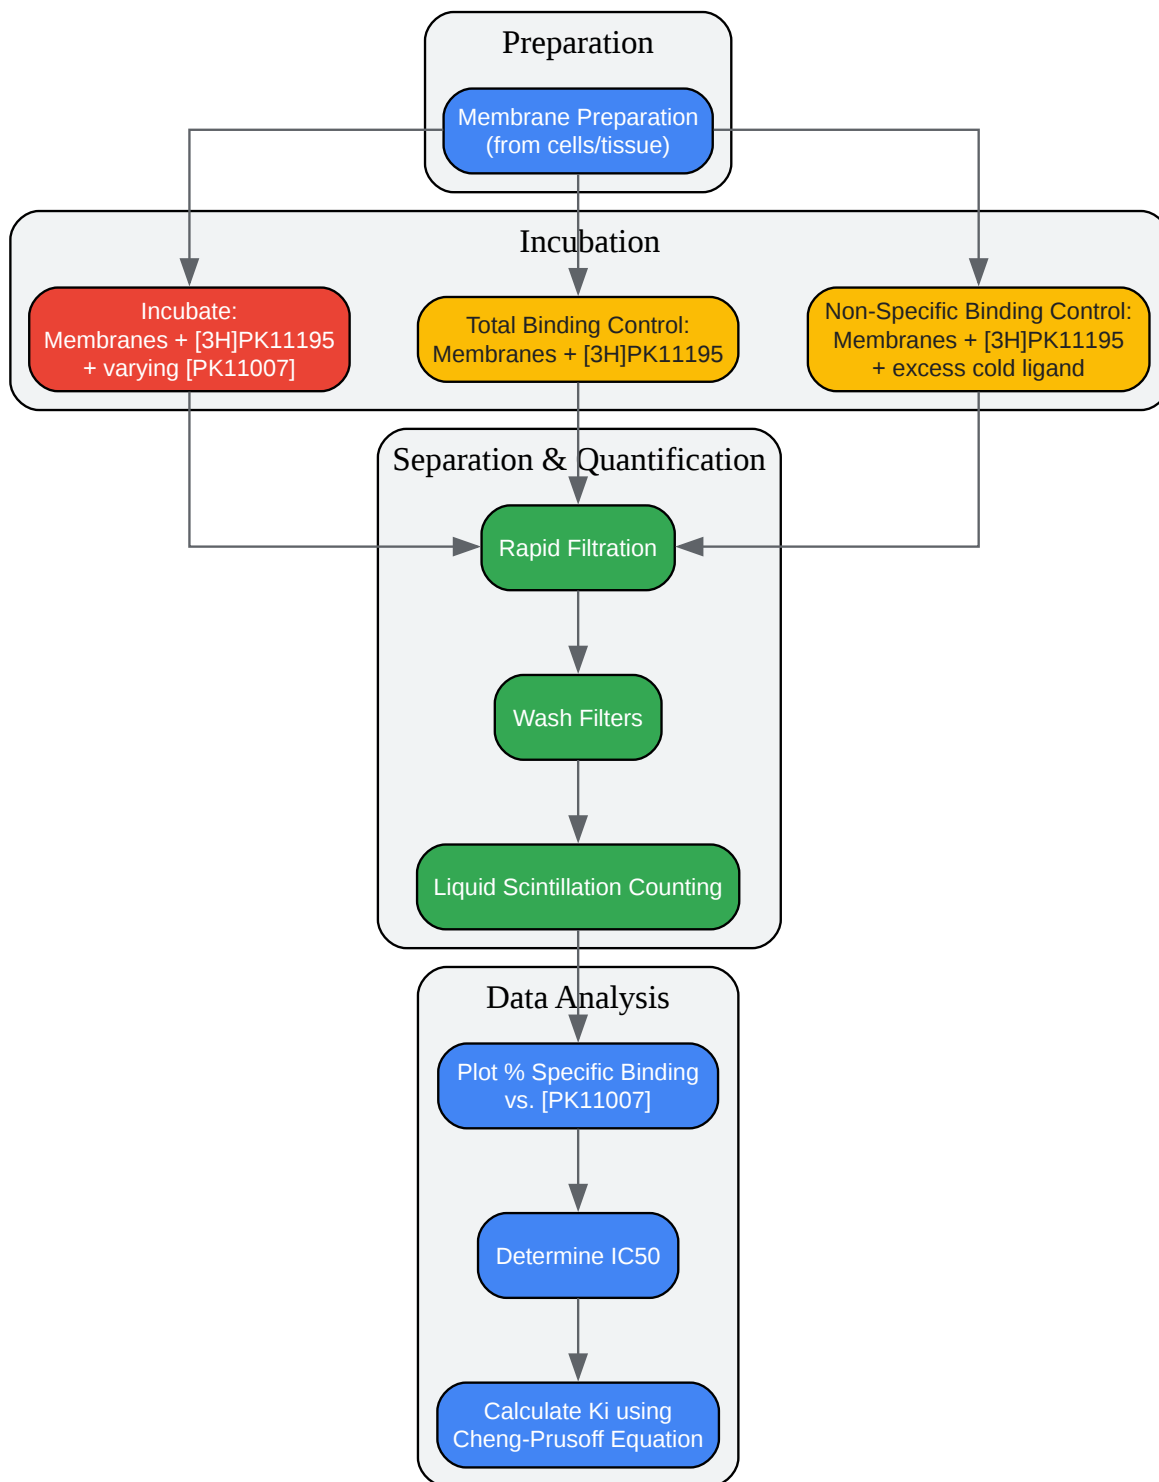 Preparation
Membrane Preparation
(from cells/tissue)
Incubation
Incubate:
Membranes + [3H]PK11195
+ varying [PK11007]
Total Binding Control:
Membranes + [3H]PK11195
Non-Specific Binding Control:
Membranes + [3H]PK11195
+ excess cold ligand
Separation & Quantification
Rapid Filtration
Wash Filters
Liquid Scintillation Counting
Data Analysis
Plot % Specific Binding
vs. [PK11007]
Determine IC50
Calculate Ki using
Cheng-Prusoff Equation